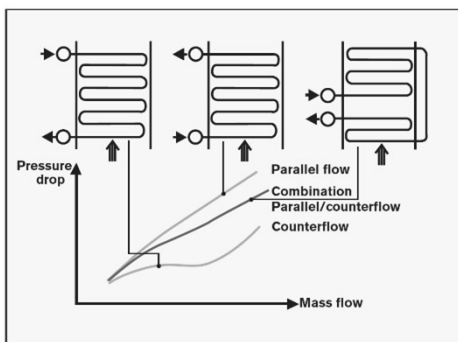 Parallel flow
Pressure
drop
Combination
Parallel/counterflow
Counterflow
Mass flow